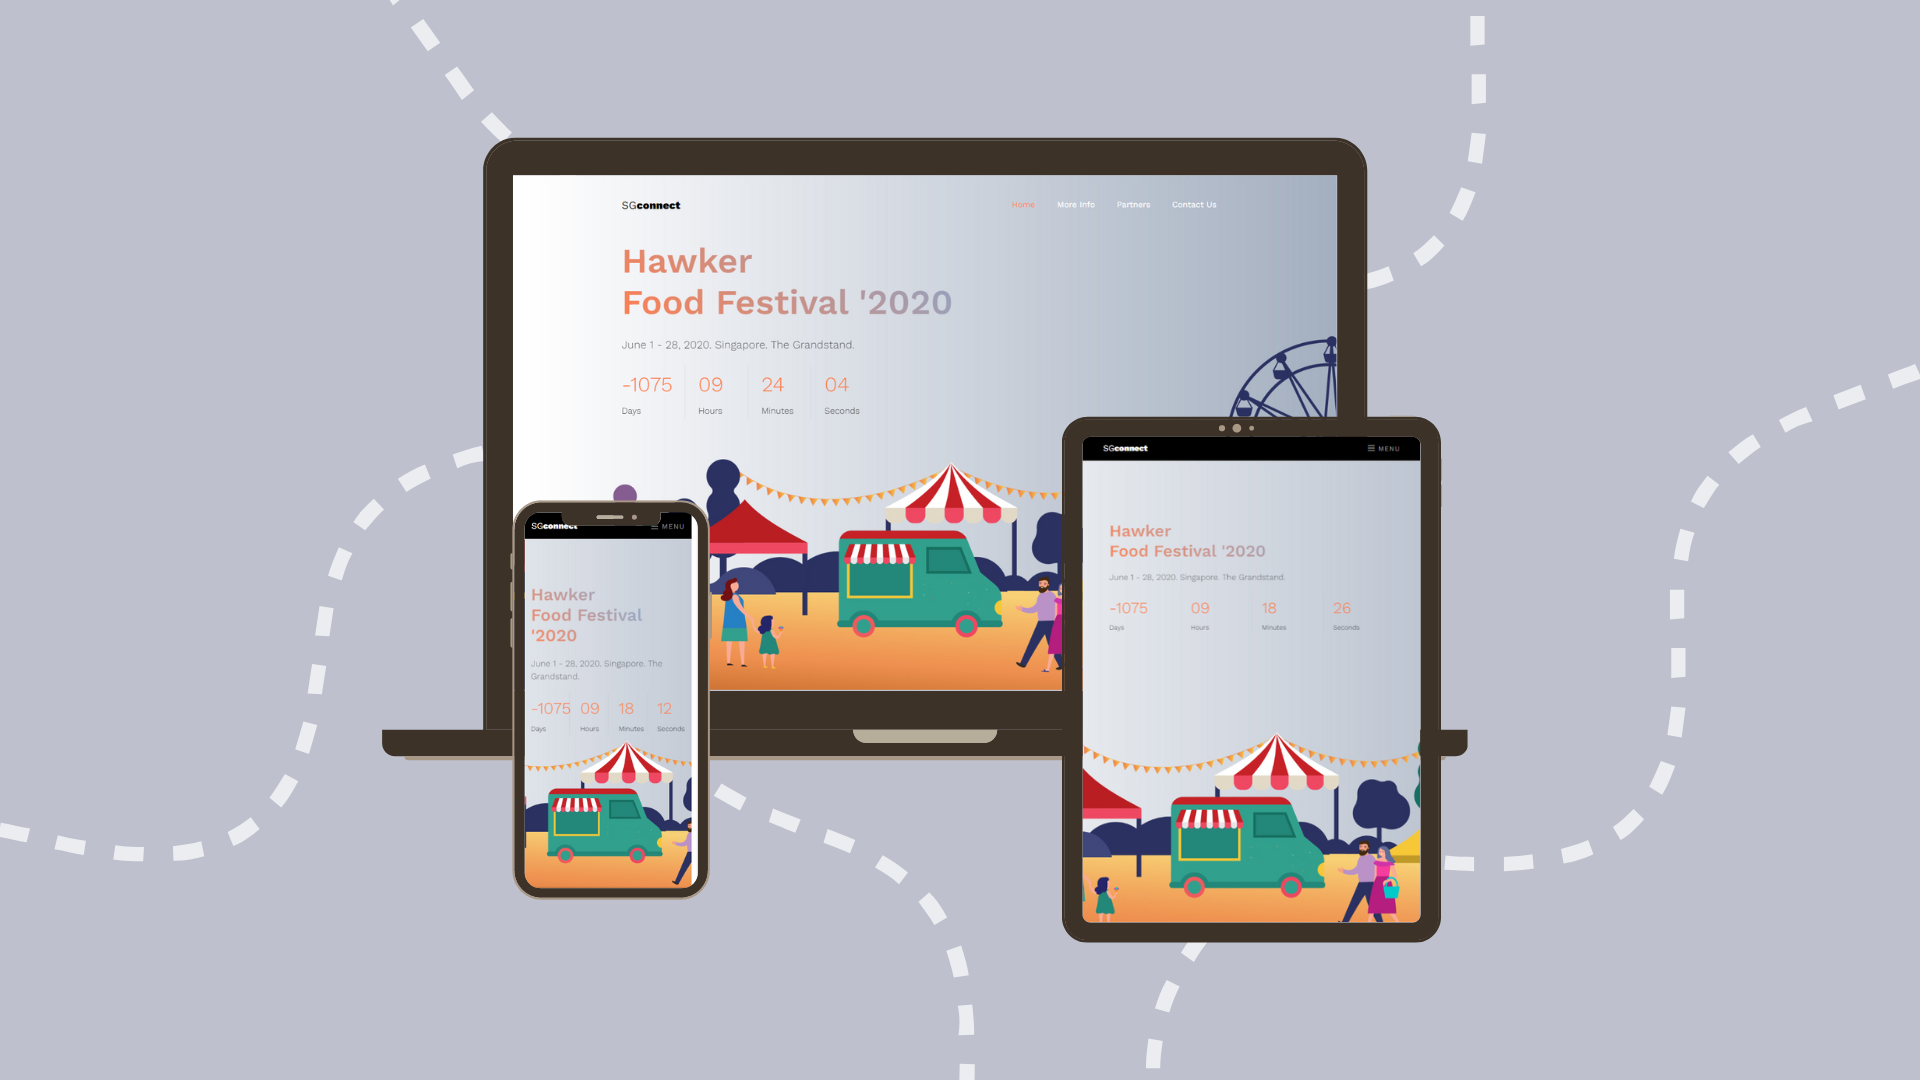 SGconnect
Home More Info Partners Contact Us
Hawker
Food Festival '2020
June 1 - 28, 2020. Singapore. The Grandstand.
-1075 09 24 04
Days Hours Minutes Seconds
SGconnect MENU
Hawker
Food Festival
'2020
June 1 - 28, 2020. Singapore. The
Grandstand.
-1075 09 18 12
Days Hours Minutes Seconds
SGconnect MENU
Hawker
Food Festival '2020
June 1 - 28, 2020. Singapore. The Grandstand.
-1075 09 18 26
Days Hours Minutes Seconds